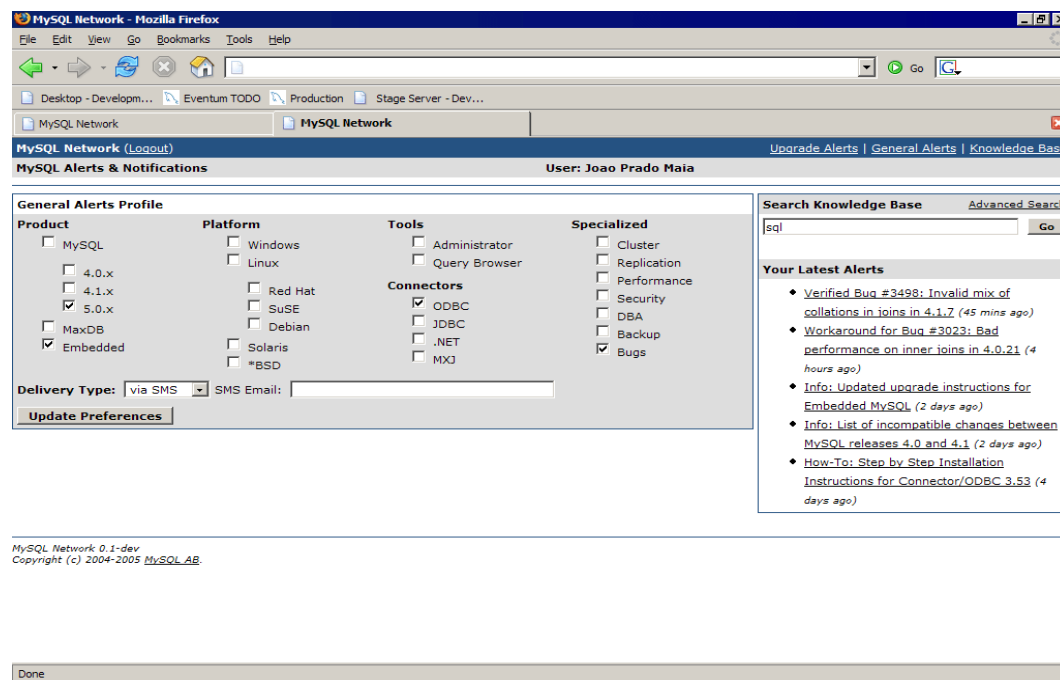 MySQL Network - Mozilla Firefox
File Edit View Go Bookmarks Tools Help
Go G
Desktop - Developm... Eventum TODO Production Stage Server - Dev...
MySQL Network MySQL Network
MySQL Network (Logout) Upgrade Alerts | General Alerts | Knowledge Bas
MySQL Alerts & Notifications User: Joao Prado Maia
General Alerts Profile
Product Platform Tools Specialized
MySQL Windows Administrator Cluster
Linux Query Browser Replication
4.0.x Performance
4.1.x Red Hat Connectors Security
5.0.x SuSE ODBC DBA
MaxDB Debian JDBC Backup
Embedded Solaris .NET Bugs
*BSD MXJ
Delivery Type: via SMS SMS Email:
Update Preferences
Search Knowledge Base Advanced Searc
sql Go
Your Latest Alerts
Verified Bug #3498: Invalid mix of
collations in joins in 4.1.7 (45 mins ago)
Workaround for Bug #3023: Bad
performance on inner joins in 4.0.21 (4
hours ago)
Info: Updated upgrade instructions for
Embedded MySQL (2 days ago)
Info: List of incompatible changes between
MySQL releases 4.0 and 4.1 (2 days ago)
How-To: Step by Step Installation
Instructions for Connector/ODBC 3.53 (4
days ago)
MySQL Network 0.1-dev
Copyright (c) 2004-2005 MySQL AB.
Done